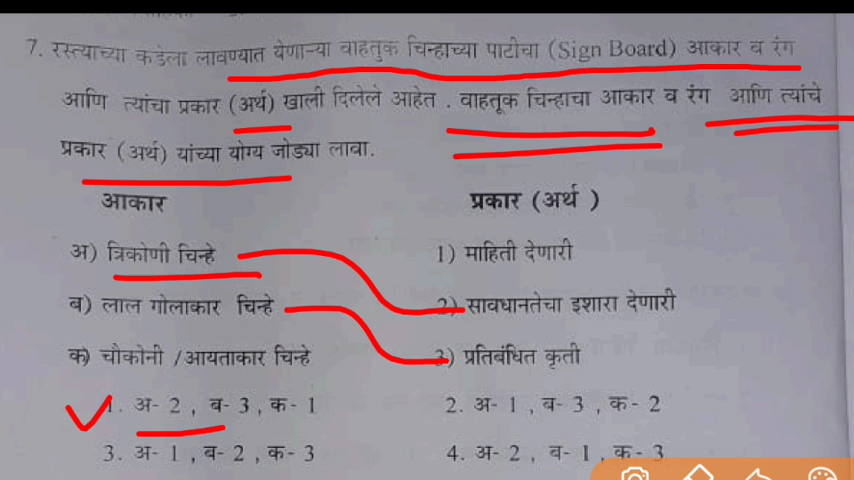 7. रस्त्याच्या कडेला लावण्यात येणाऱ्या वाहतुक चिन्हाच्या पाटीचा (Sign Board) आकार व रंग
आणि त्यांचा प्रकार (अर्थ) खाली दिलेले आहेत . वाहतूक चिन्हाचा आकार व रंग आणि त्यांचे
प्रकार (अर्थ) यांच्या योग्य जोड्या लावा.
आकार प्रकार (अर्थ )
अ) त्रिकोणी चिन्हे 1) माहिती देणारी
ब) लाल गोलाकार चिन्हे 2) सावधानतेचा इशारा देणारी
क) चौकोनी /आयताकार चिन्हे 3) प्रतिबंधित कृती
1. अ- 2 , ब- 3 , क- 1 2. अ- 1 , ब- 3 , क- 2
3. अ- 1 , ब- 2 , क- 3 4. अ- 2 , ब- 1 , क- 3